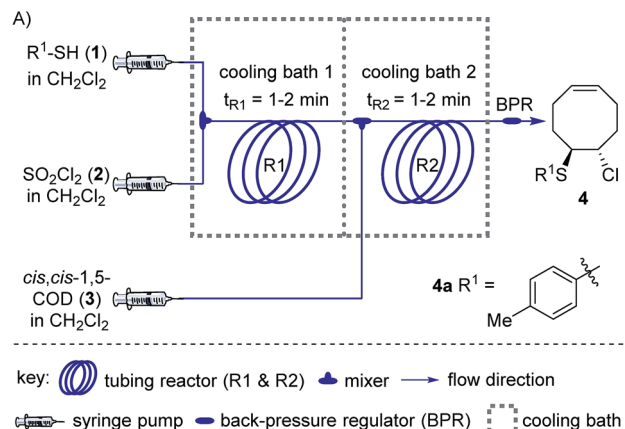 A)
R¹-SH (1)
in CH₂Cl₂
cooling bath 1
tR1 = 1-2 min
cooling bath 2
tR2 = 1-2 min
BPR
R1
R2
R¹S
Cl
4
SO₂Cl₂ (2)
in CH₂Cl₂
cis,cis-1,5-
COD (3)
in CH₂Cl₂
4a R¹ =
Me
key:
tubing reactor (R1 & R2)
mixer
flow direction
syringe pump
back-pressure regulator (BPR)
cooling bath